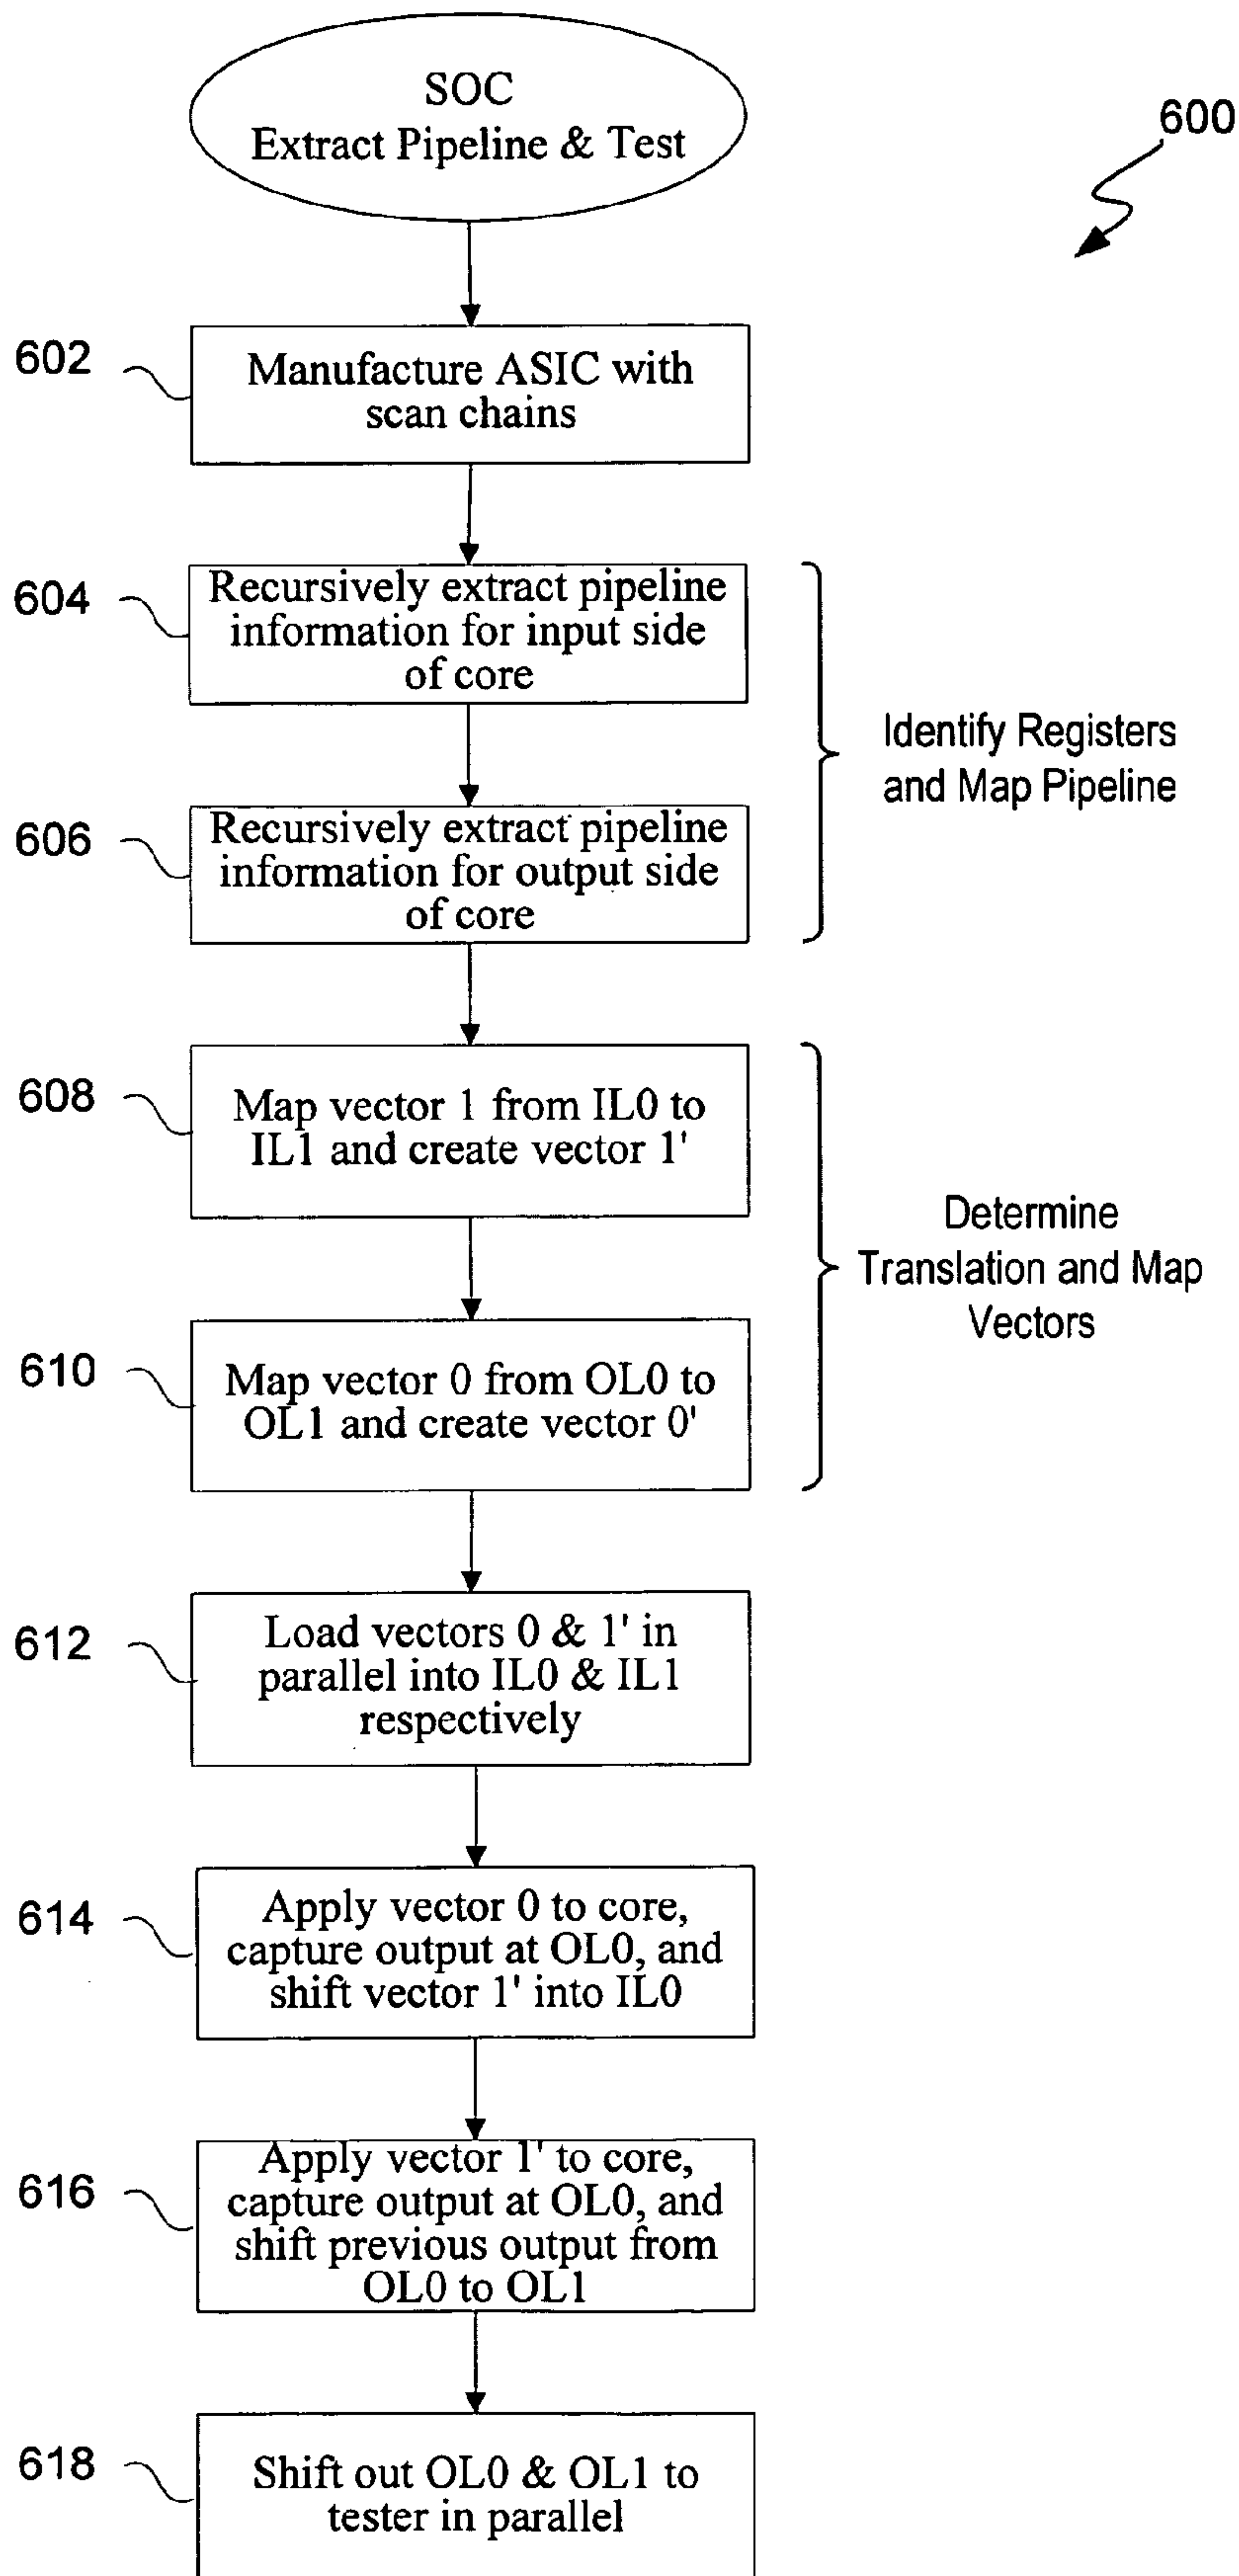 SOC
Extract Pipeline & Test
600
602
Manufacture ASIC with
scan chains
604
Recursively extract pipeline
information for input side
of core
Identify Registers
and Map Pipeline
606
Recursively extract pipeline
information for output side
of core
608
Map vector 1 from IL0 to
IL1 and create vector 1'
Determine
Translation and Map
Vectors
610
Map vector 0 from OL0 to
OL1 and create vector 0'
612
Load vectors 0 & 1' in
parallel into IL0 & IL1
respectively
614
Apply vector 0 to core,
capture output at OL0, and
shift vector 1' into IL0
616
Apply vector 1' to core,
capture output at OL0, and
shift previous output from
OL0 to OL1
618
Shift out OL0 & OL1 to
tester in parallel